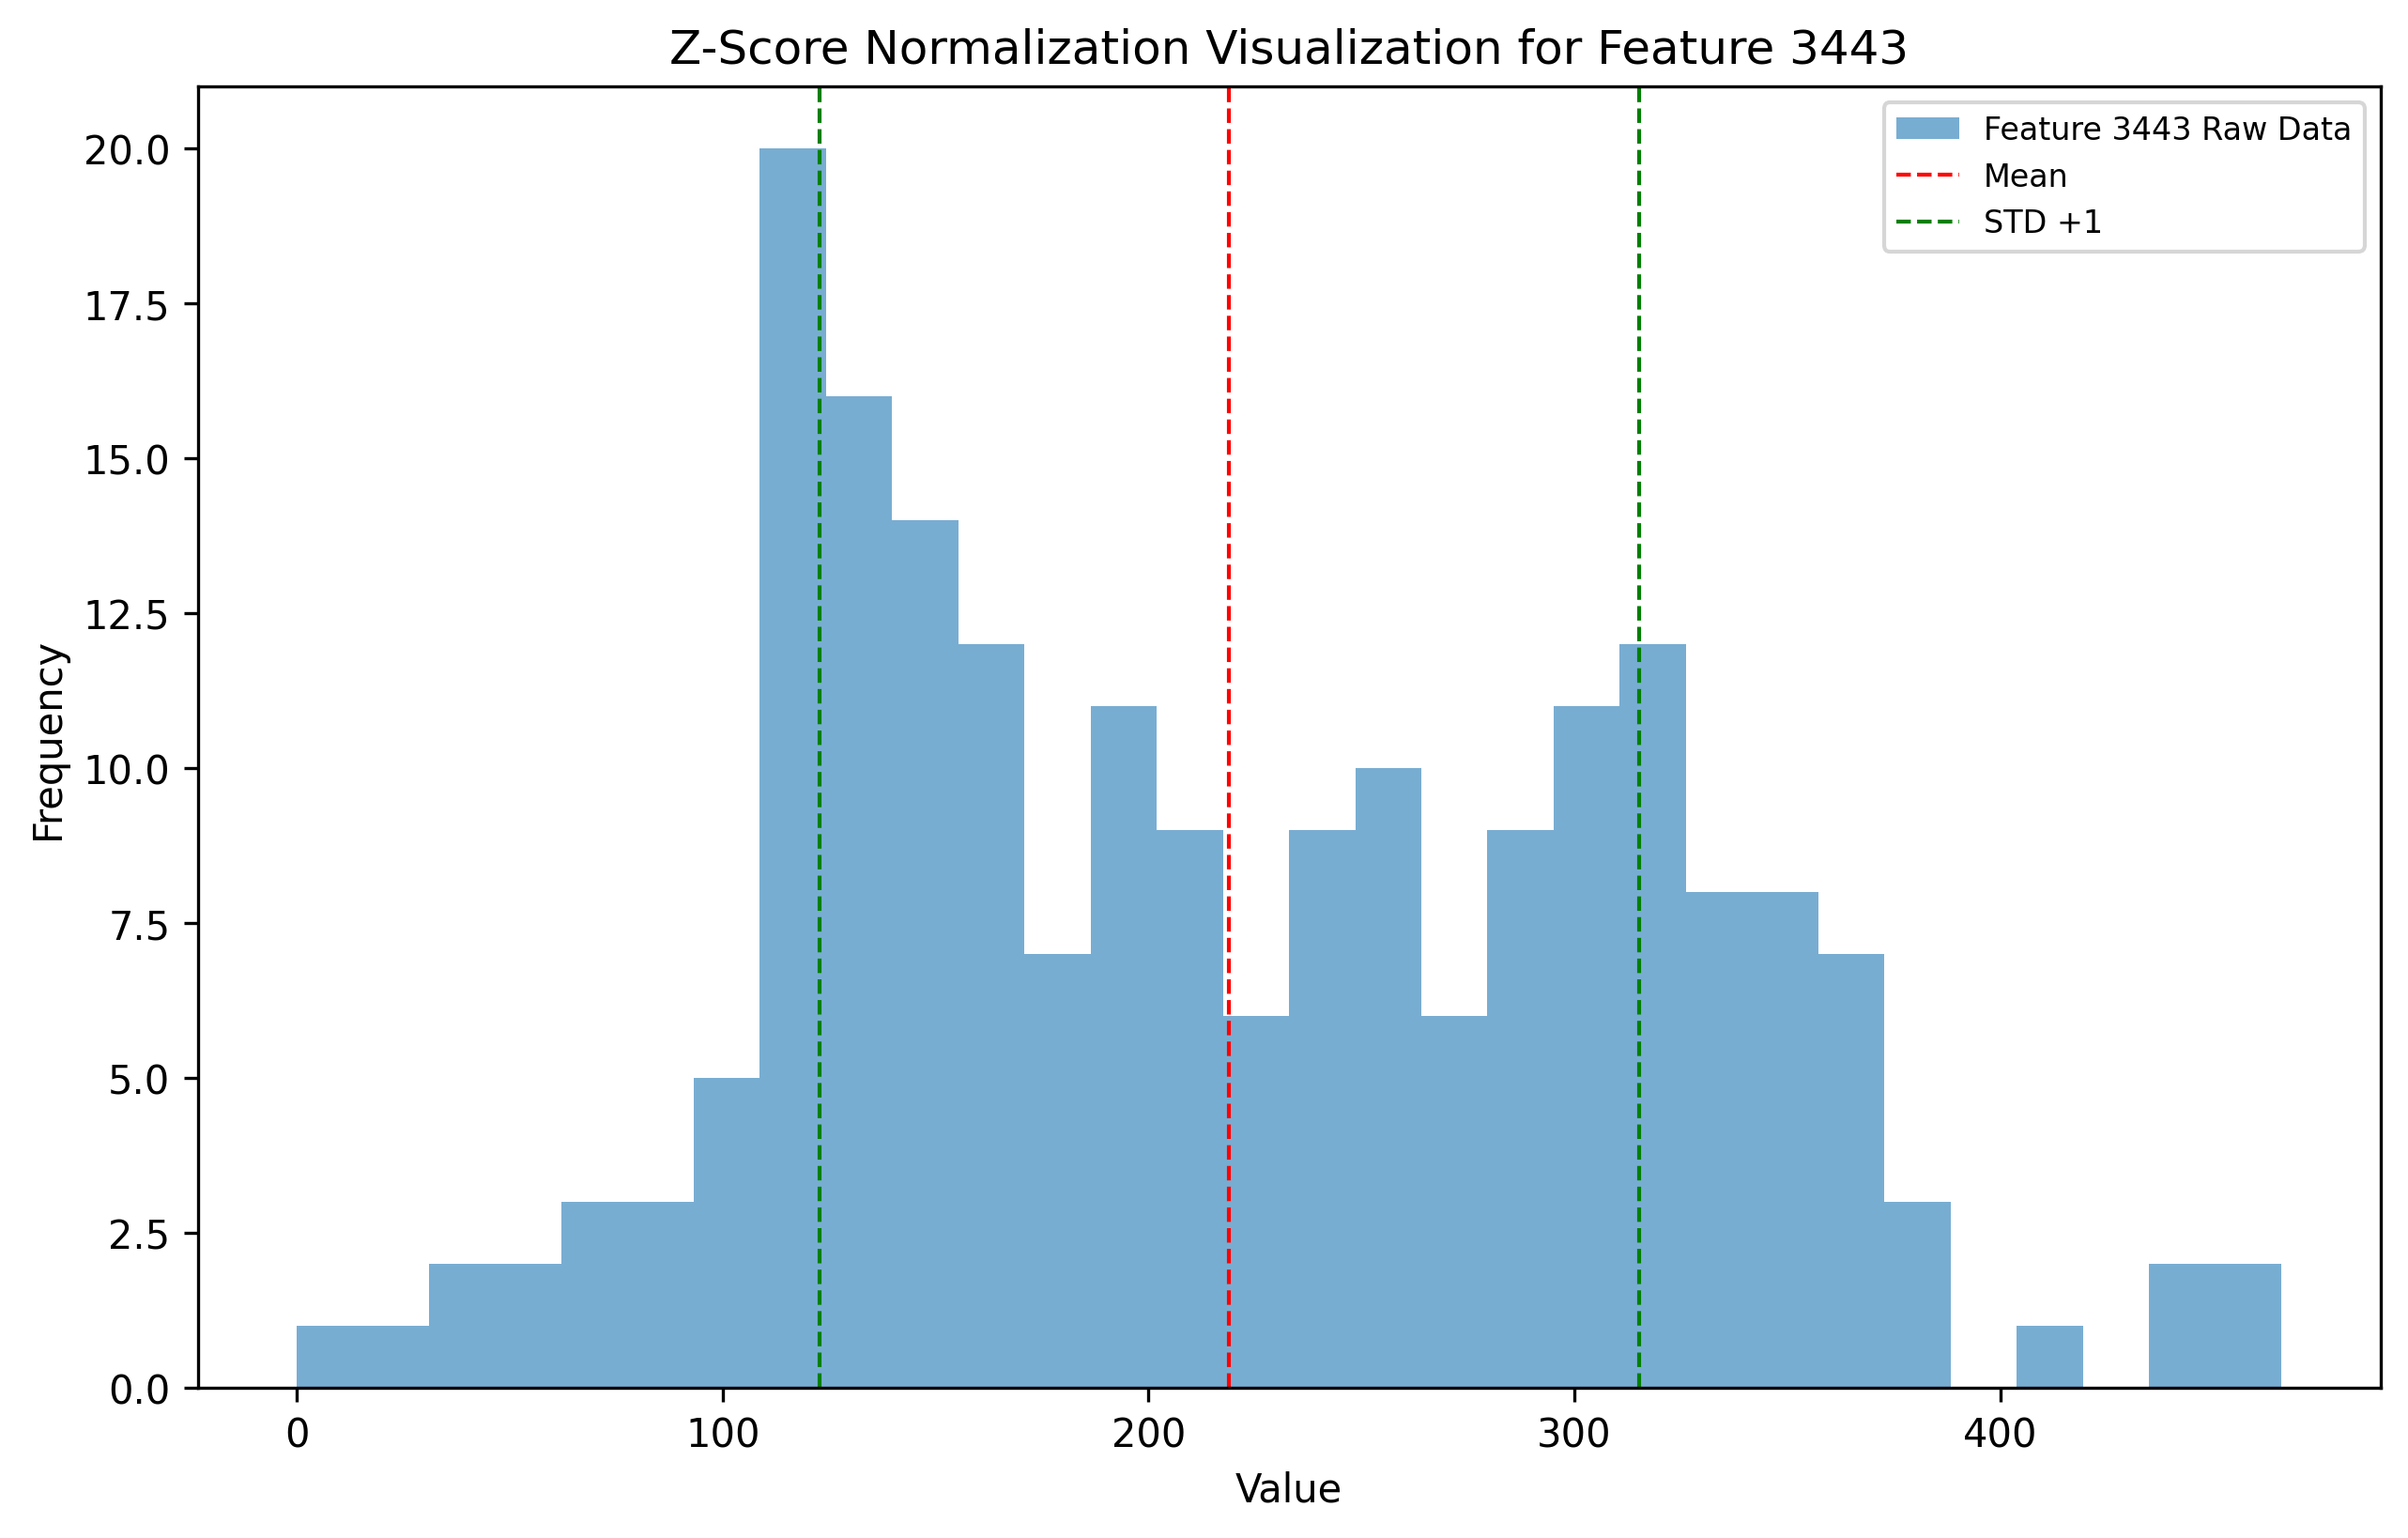 Z-Score Normalization Visualization for Feature 3443
Feature 3443 Raw Data
Mean
STD +1
20.0
17.5
15.0
12.5
10.0
7.5
5.0
2.5
0.0
Frequency
0 100 200 300 400
Value